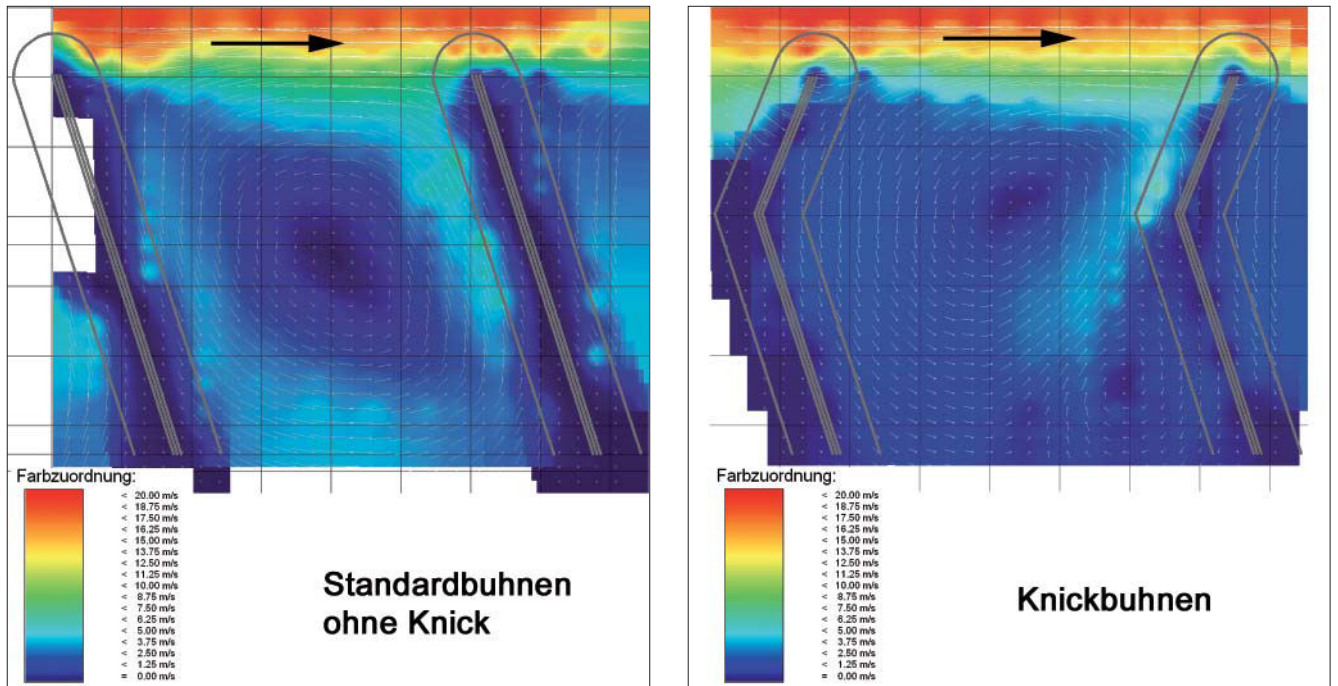 Farbzuordnung:
< 20.00 m/s
< 18.75 m/s
< 17.50 m/s
< 16.25 m/s
< 15.00 m/s
< 13.75 m/s
< 12.50 m/s
< 11.25 m/s
< 10.00 m/s
< 8.75 m/s
< 7.50 m/s
< 6.25 m/s
< 5.00 m/s
< 3.75 m/s
< 2.50 m/s
< 1.25 m/s
= 0.00 m/s
Standardbuhnen
ohne Knick
Farbzuordnung:
< 20.00 m/s
< 18.75 m/s
< 17.50 m/s
< 16.25 m/s
< 15.00 m/s
< 13.75 m/s
< 12.50 m/s
< 11.25 m/s
< 10.00 m/s
< 8.75 m/s
< 7.50 m/s
< 6.25 m/s
< 5.00 m/s
< 3.75 m/s
< 2.50 m/s
< 1.25 m/s
= 0.00 m/s
Knickbuhnen